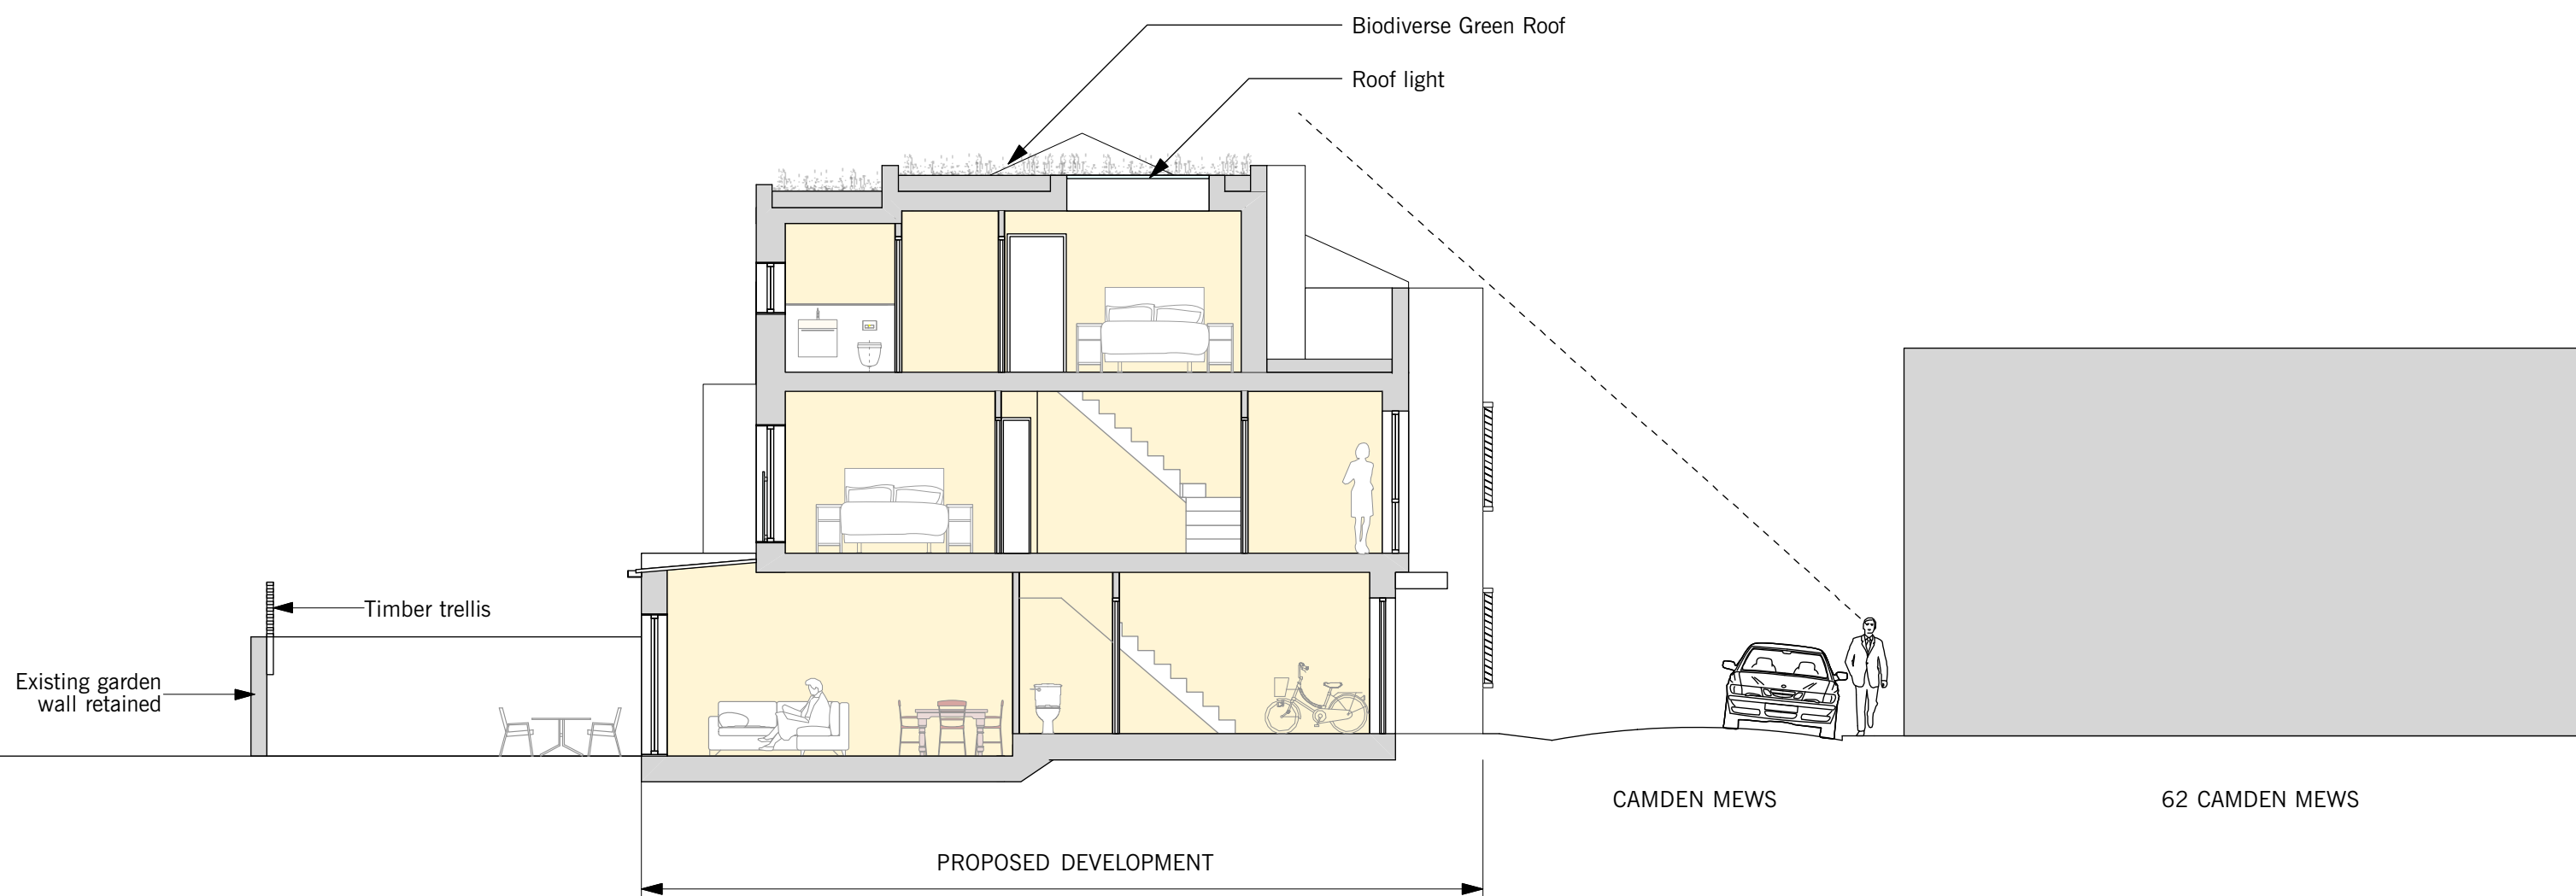 Biodiverse Green Roof
Roof light
Timber trellis
Existing garden
wall retained
CAMDEN MEWS
62 CAMDEN MEWS
PROPOSED DEVELOPMENT